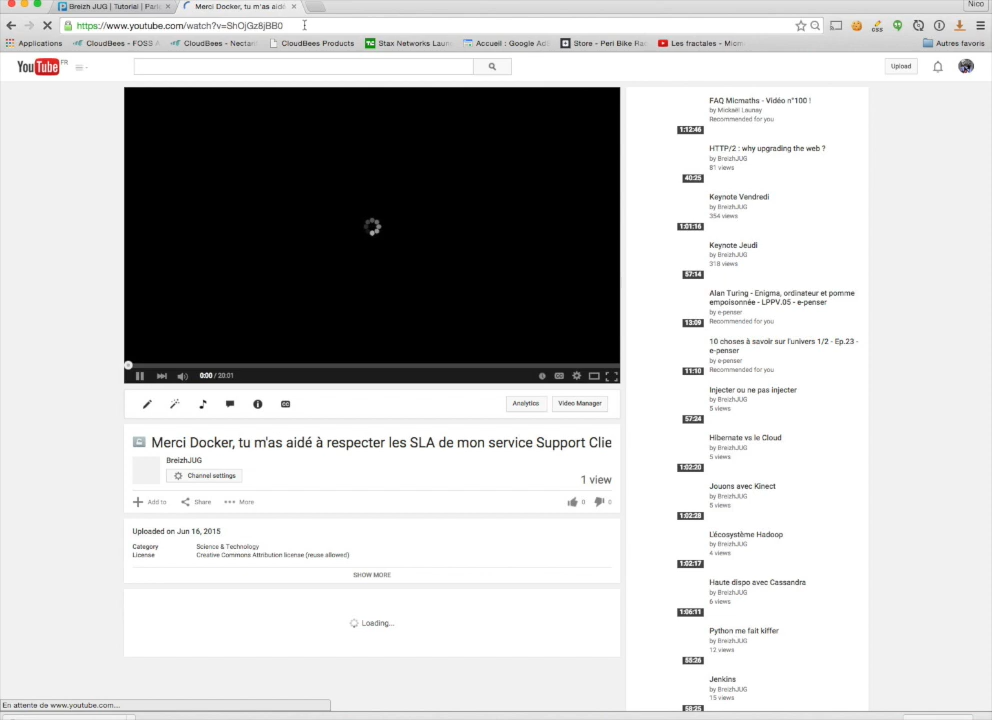 Breizh JUG | Tutorial | Par
Merci Docker, tu m'as aidé
Nico
https://www.youtube.com/watch?v=ShOjGz8jBB0
Applications
CloudBees - FOSS
CloudBees - Nectar
CloudBees Products
Stax Networks Laun
Accueil : Google Ad
Store - Peri Bike Ra
Les fractales - Micm
Autres favoris
YouTube FR
Upload
0:00 / 20:01
Analytics
Video Manager
Merci Docker, tu m'as aidé à respecter les SLA de mon service Support Clie
BreizhJUG
Channel settings
1 view
Add to
Share
More
0
0
Uploaded on Jun 16, 2015
Category Science & Technology
License Creative Commons Attribution license (reuse allowed)
SHOW MORE
Loading...
FAQ Micmaths - Vidéo n°100 !
by Mickaël Launay
Recommended for you
1:12:46
HTTP/2 : why upgrading the web ?
by BreizhJUG
81 views
40:25
Keynote Vendredi
by BreizhJUG
354 views
1:01:16
Keynote Jeudi
by BreizhJUG
318 views
57:14
Alan Turing - Enigma, ordinateur et pomme
empoisonnée - LPPV.05 - e-penser
by e-penser
Recommended for you
13:09
10 choses à savoir sur l'univers 1/2 - Ep.23 -
e-penser
by e-penser
Recommended for you
11:10
Injecter ou ne pas injecter
by BreizhJUG
5 views
57:24
Hibernate vs le Cloud
by BreizhJUG
5 views
1:02:20
Jouons avec Kinect
by BreizhJUG
5 views
1:02:28
L'écosystème Hadoop
by BreizhJUG
4 views
1:02:17
Haute dispo avec Cassandra
by BreizhJUG
6 views
1:06:11
Python me fait kiffer
by BreizhJUG
12 views
55:26
Jenkins
by BreizhJUG
15 views
58:25
En attente de www.youtube.com...